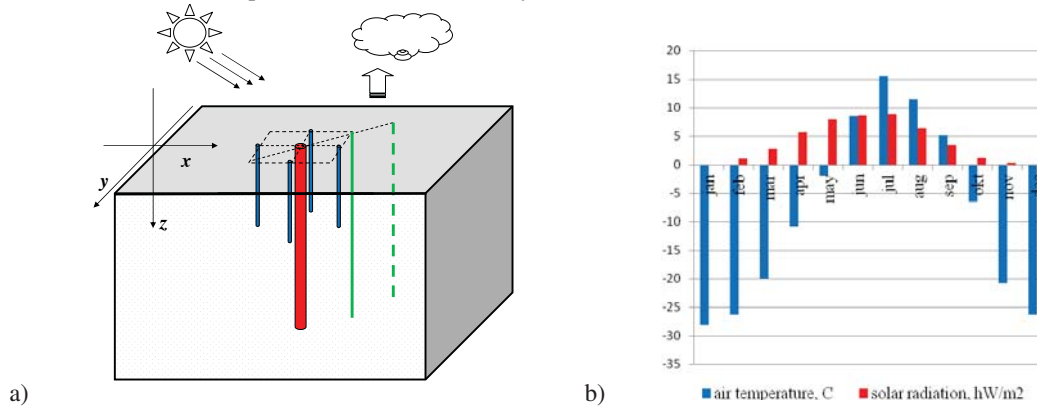 x
y
z
a)
20
15
10
5
0
-5
-10
-15
-20
-25
-30
-35
jan
feb
mar
apr
may
jun
jul
aug
sep
okt
nov
air temperature, C
solar radiation, hW/m2
b)